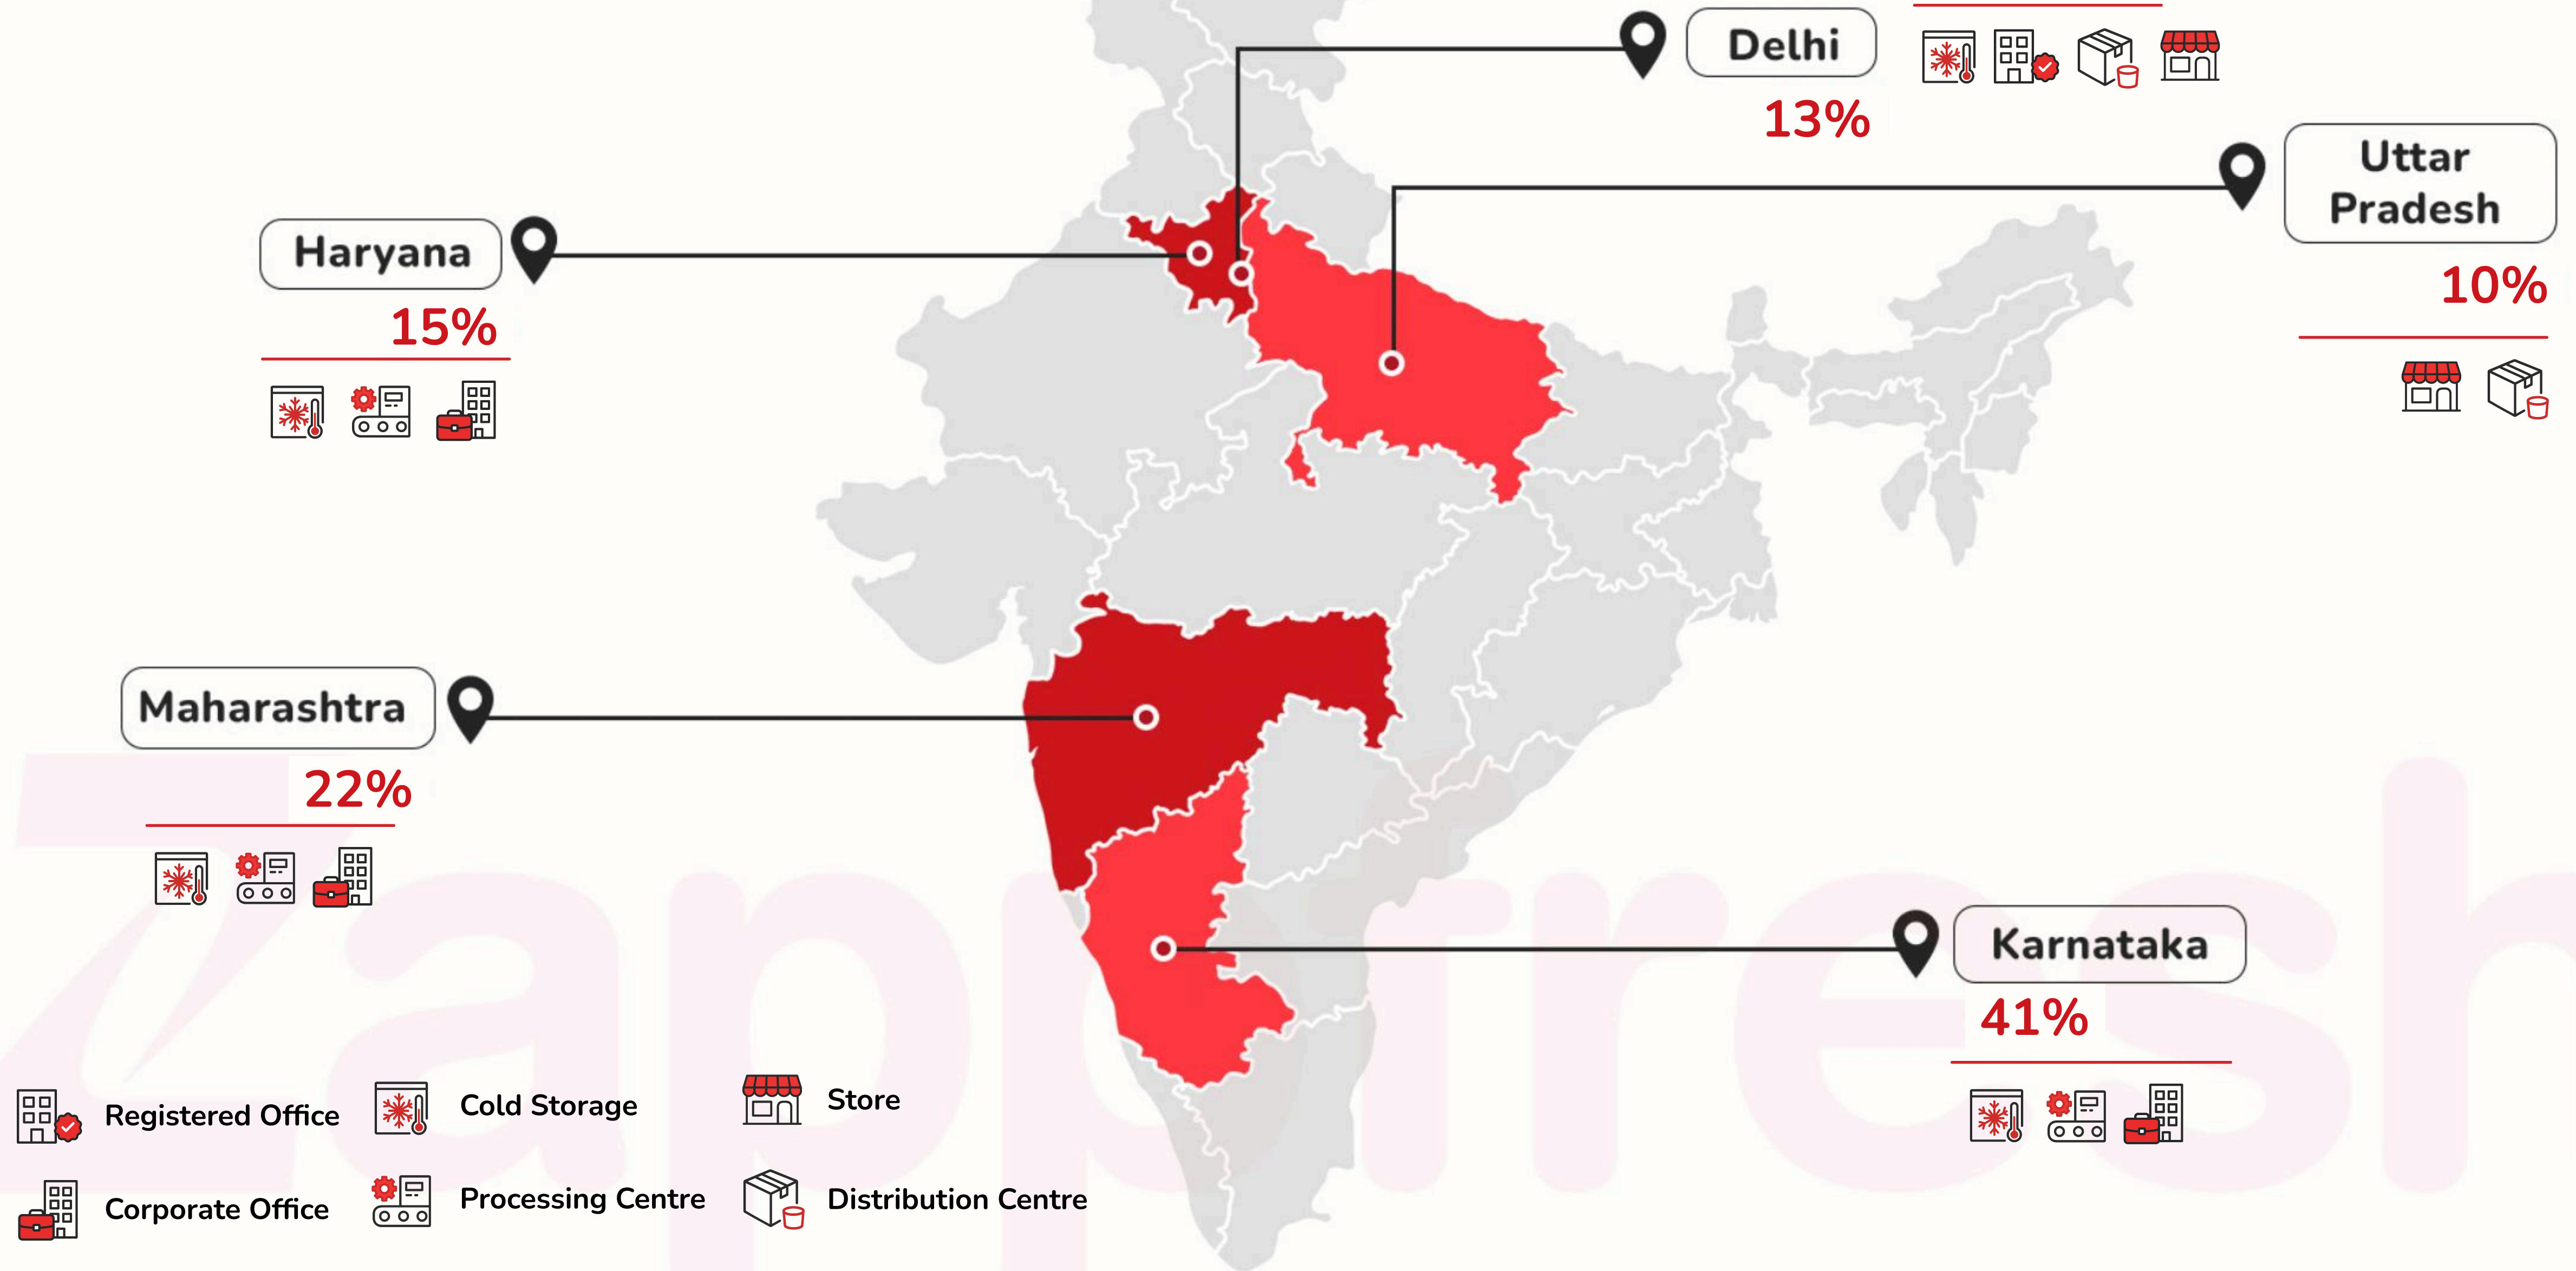 Delhi
13%
Uttar
Pradesh
10%
Haryana
15%
Maharashtra
22%
Karnataka
41%
Zappfresh
Registered Office
Cold Storage
Store
Corporate Office
Processing Centre
Distribution Centre